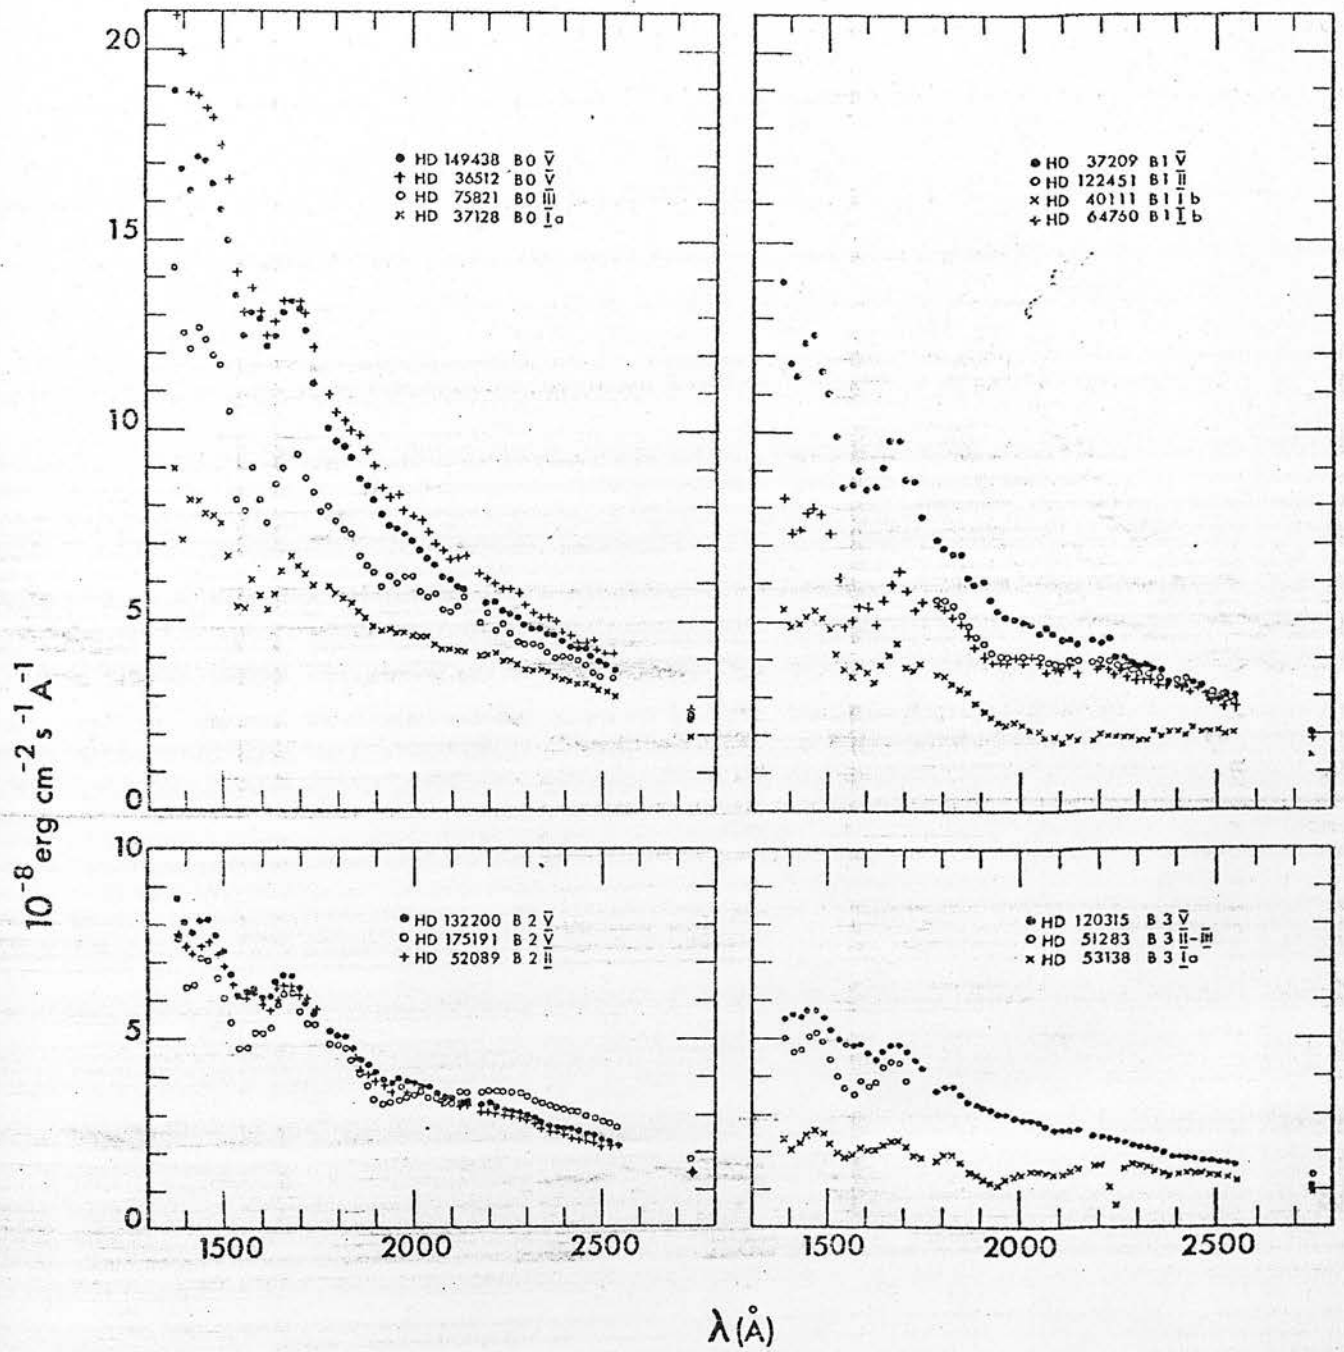 20
15
10
5
0
● HD 149438 B0 V
+ HD 36512 B0 V
○ HD 75821 B0 III
× HD 37128 B0 Ia
● HD 37209 B1 V
○ HD 122451 B1 II
× HD 40111 B1 Ib
+ HD 64760 B1 Ib
10⁻⁸ erg cm⁻² s⁻¹ A⁻¹
10
5
0
● HD 132200 B2 V
○ HD 175191 B2 V
+ HD 52089 B2 II
● HD 120315 B3 V
○ HD 51283 B3 II-III
× HD 53138 B3 Ia
1500 2000 2500
1500 2000 2500
λ(Å)